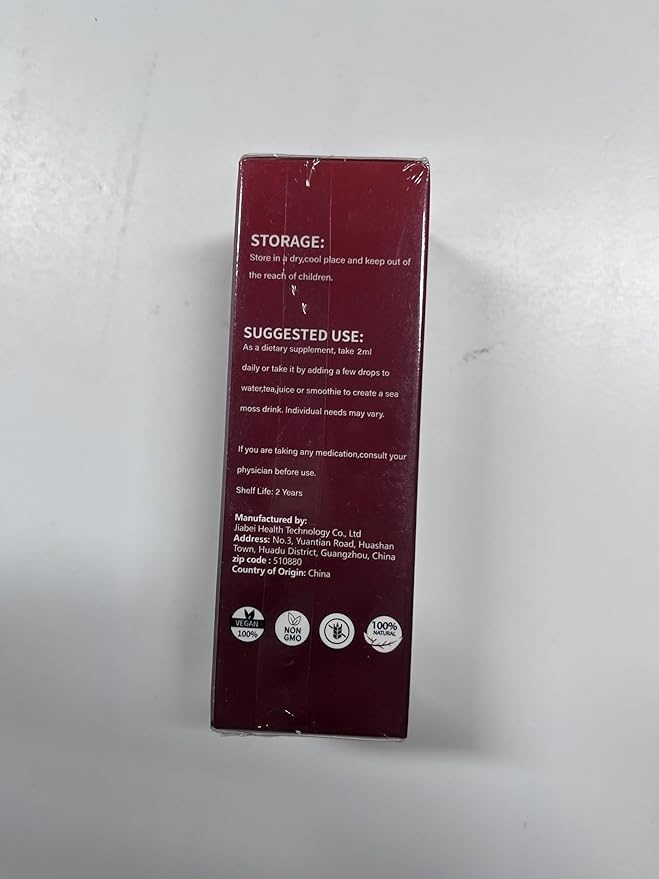 STORAGE:
Store in a dry,cool place and keep out of
the reach of children.
SUGGESTED USE:
As a dietary supplement, take 2ml
daily or take it by adding a few drops to
water,tea,juice or smoothie to create a sea
moss drink. Individual needs may vary.
If you are taking any medication,consult your
physician before use.
Shelf Life: 2 Years
Manufactured by:
Jiabei Health Technology Co., Ltd
Address: No.3, Yuantian Road, Huashan
Town, Huadu District, Guangzhou, China
zip code : 510880
Country of Origin: China
VEGAN
100%
NON
GMO
100%
NATURAL